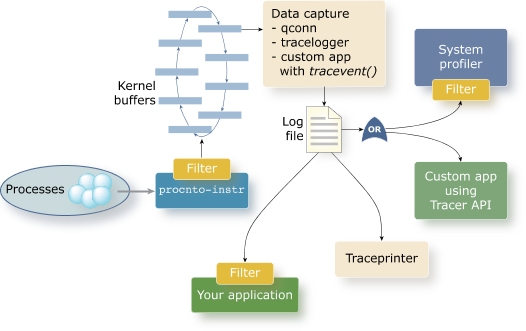 Data capture
- qconn
- tracelogger
- custom app
with tracevent()
System
profiler
Filter
Kernel
buffers
Log
file
OR
Filter
procnto-instr
Processes
Custom app
using
Tracer API
Traceprinter
Filter
Your application